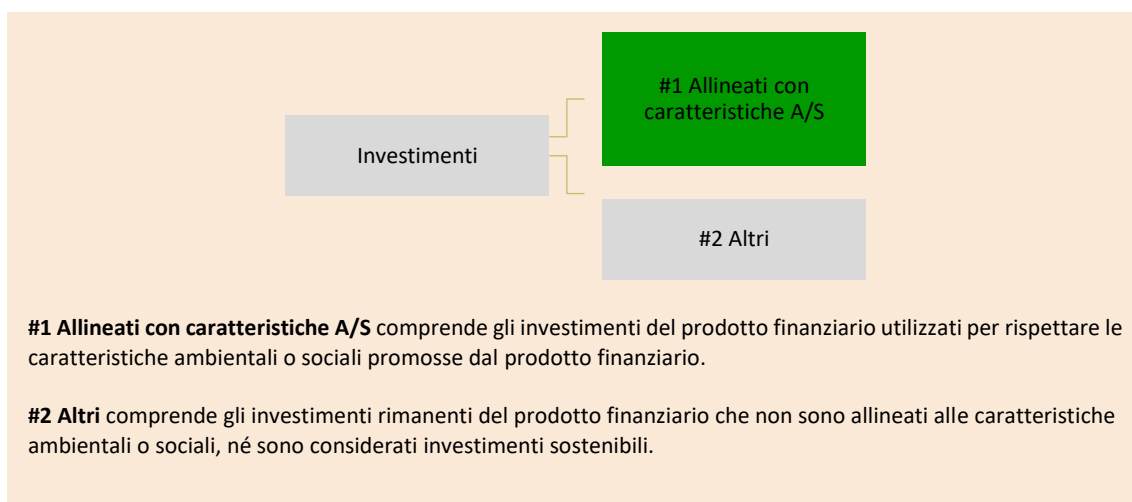 #1 Allineati con
caratteristiche A/S
Investimenti
#2 Altri
#1 Allineati con caratteristiche A/S comprende gli investimenti del prodotto finanziario utilizzati per rispettare le
caratteristiche ambientali o sociali promosse dal prodotto finanziario.
#2 Altri comprende gli investimenti rimanenti del prodotto finanziario che non sono allineati alle caratteristiche
ambientali o sociali, né sono considerati investimenti sostenibili.